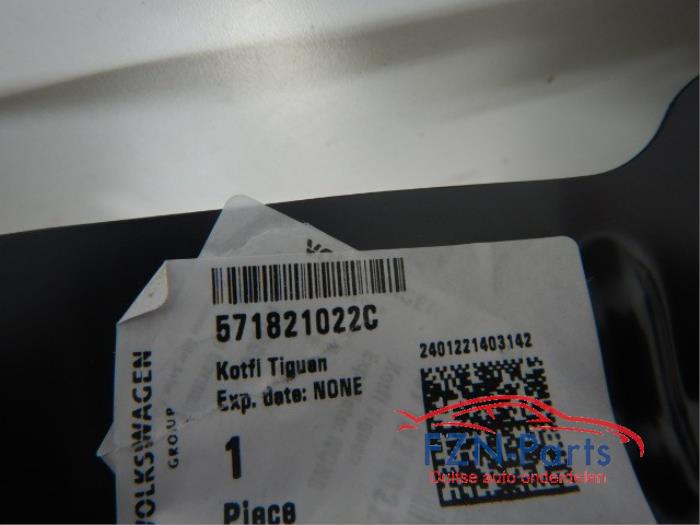 571821022C
Kotfl Tiguan
Exp. date: NONE
1
Piece
VOLKSWAGEN
GROUP
2401221403142
FZN-Parts
Duitse auto onderdelen